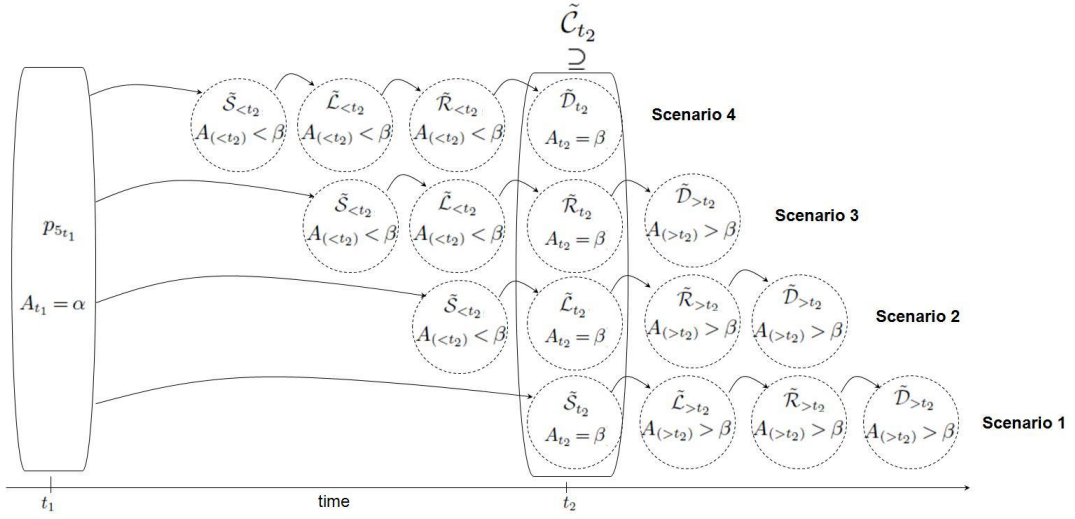 C̃_{t₂}
⊇
S̃_{<t₂} L̃_{<t₂} R̃_{<t₂} D̃_{t₂} Scenario 4
A_{(<t₂)} < β A_{(<t₂)} < β A_{(<t₂)} < β A_{t₂} = β
S̃_{<t₂} L̃_{<t₂} R̃_{t₂} D̃_{>t₂} Scenario 3
A_{(<t₂)} < β A_{(<t₂)} < β A_{t₂} = β A_{(>t₂)} > β
p_{5_{t₁}}
A_{t₁} = α
S̃_{<t₂} L̃_{t₂} R̃_{>t₂} D̃_{>t₂} Scenario 2
A_{(<t₂)} < β A_{t₂} = β A_{(>t₂)} > β A_{(>t₂)} > β
S̃_{t₂} L̃_{>t₂} R̃_{>t₂} D̃_{>t₂} Scenario 1
A_{t₂} = β A_{(>t₂)} > β A_{(>t₂)} > β A_{(>t₂)} > β
t₁ time t₂